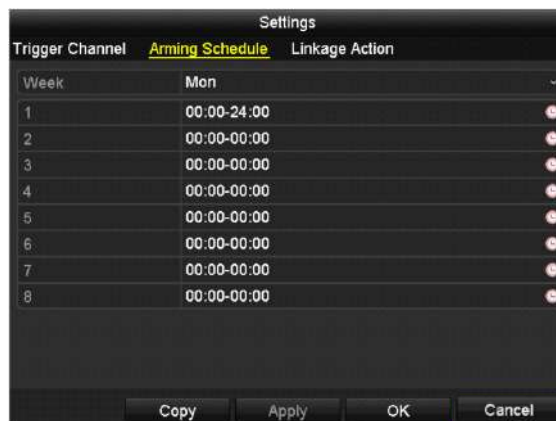 Settings
Trigger Channel Arming Schedule Linkage Action
Week Mon
1 00:00-24:00
2 00:00-00:00
3 00:00-00:00
4 00:00-00:00
5 00:00-00:00
6 00:00-00:00
7 00:00-00:00
8 00:00-00:00
Copy Apply OK Cancel